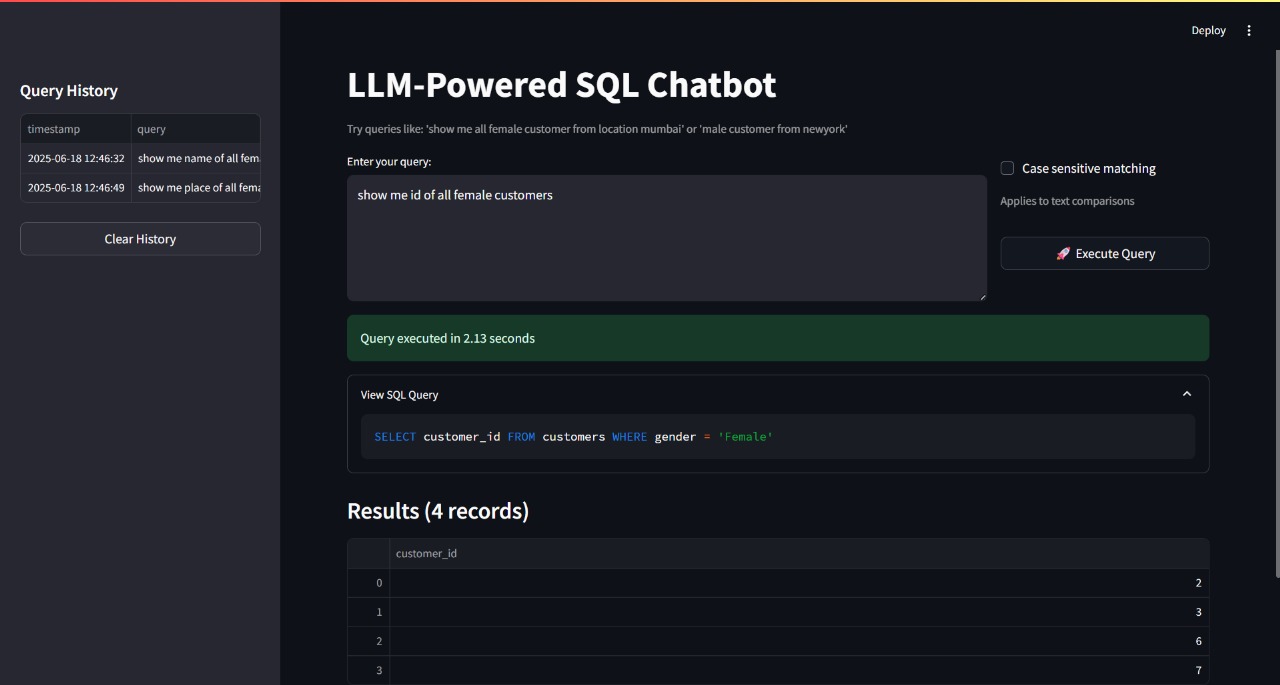 Deploy
Query History
timestamp query
2025-06-18 12:46:32 show me name of all fem
2025-06-18 12:46:49 show me place of all fema
Clear History
LLM-Powered SQL Chatbot
Try queries like: 'show me all female customer from location mumbai' or 'male customer from newyork'
Enter your query:
show me id of all female customers
Case sensitive matching
Applies to text comparisons
🚀 Execute Query
Query executed in 2.13 seconds
View SQL Query
SELECT customer_id FROM customers WHERE gender = 'Female'
Results (4 records)
customer_id
0 2
1 3
2 6
3 7